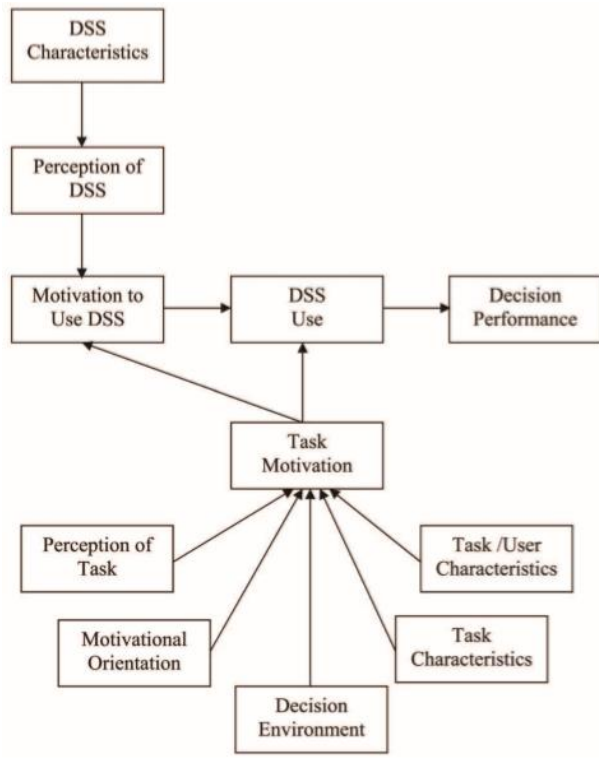 DSS
Characteristics
Perception of
DSS
Motivation to
Use DSS
DSS
Use
Decision
Performance
Task
Motivation
Perception of
Task
Task /User
Characteristics
Motivational
Orientation
Task
Characteristics
Decision
Environment